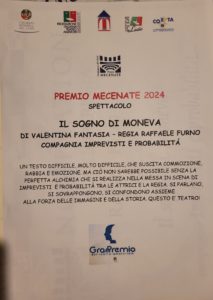 PREMIO MECENATE 2024
SPETTACOLO
IL SOGNO DI MONEVA
DI VALENTINA FANTASIA - REGIA RAFFAELE FURNO
COMPAGNIA IMPREVISTI E PROBABILITÀ
UN TESTO DIFFICILE, MOLTO DIFFICILE, CHE SUSCITA COMMOZIONE,
RABBIA E EMOZIONE, MA CIÒ NON SAREBBE POSSIBILE SENZA LA
PERFETTA ALCHIMIA CHE SI REALIZZA NELLA MESSA IN SCENA DI
IMPREVISTI E PROBABILITÀ TRA LE ATTRICI E LA REGIA. SI PARLANO,
SI SOVRAPPONGONO, SI CONFONDONO ASSIEME
ALLA FORZA DELLE IMMAGINI E DELLA STORIA. QUESTO È TEATRO!
GranPremio